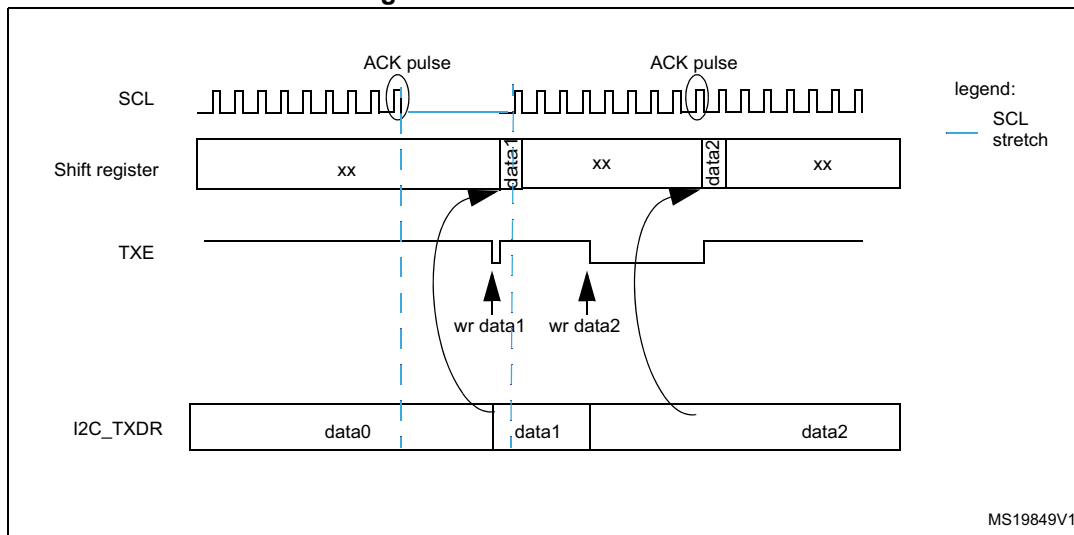 g
ACK pulse
ACK pulse
SCL
legend:
SCL
stretch
Shift register
xx
data1
xx
data2
xx
TXE
wr data1
wr data2
I2C_TXDR
data0
data1
data2
MS19849V1